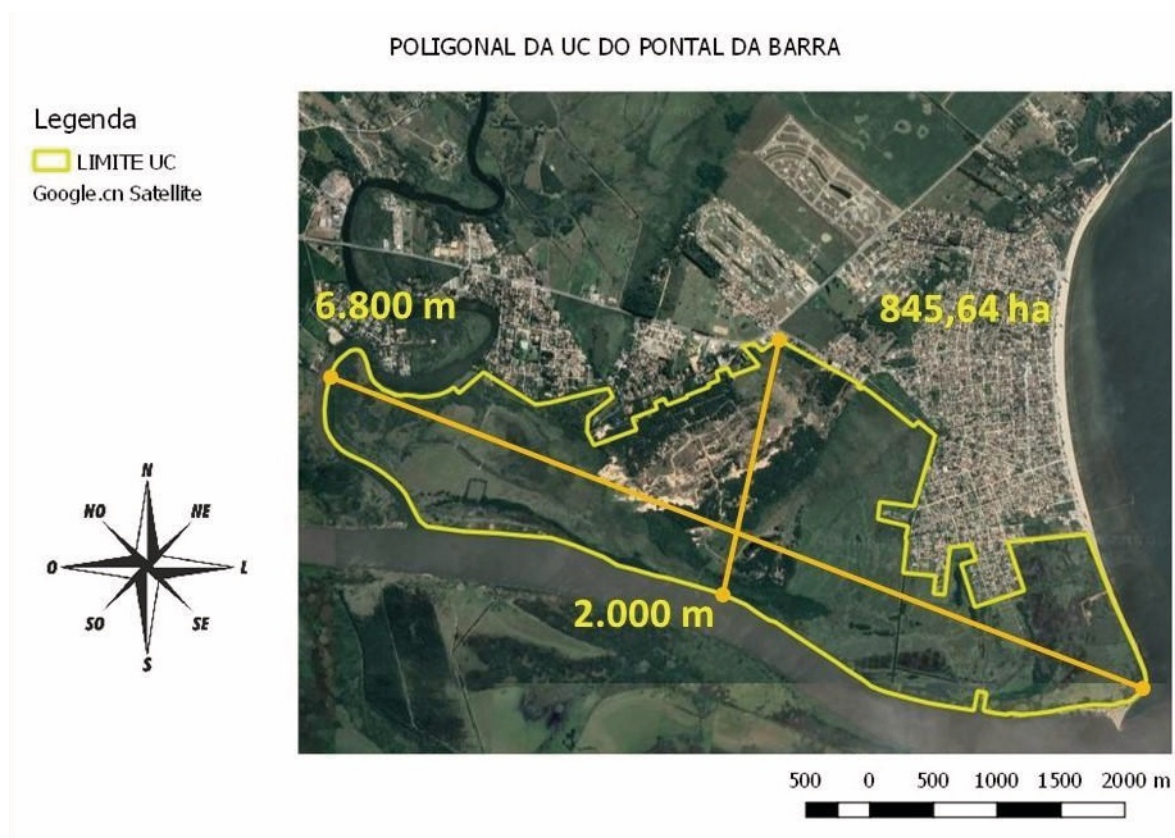 POLIGONAL DA UC DO PONTAL DA BARRA
Legenda
LIMITE UC
Google.cn Satellite
6.800 m
845,64 ha
2.000 m
N
NO
NE
O
L
SO
SE
S
500 0 500 1000 1500 2000 m